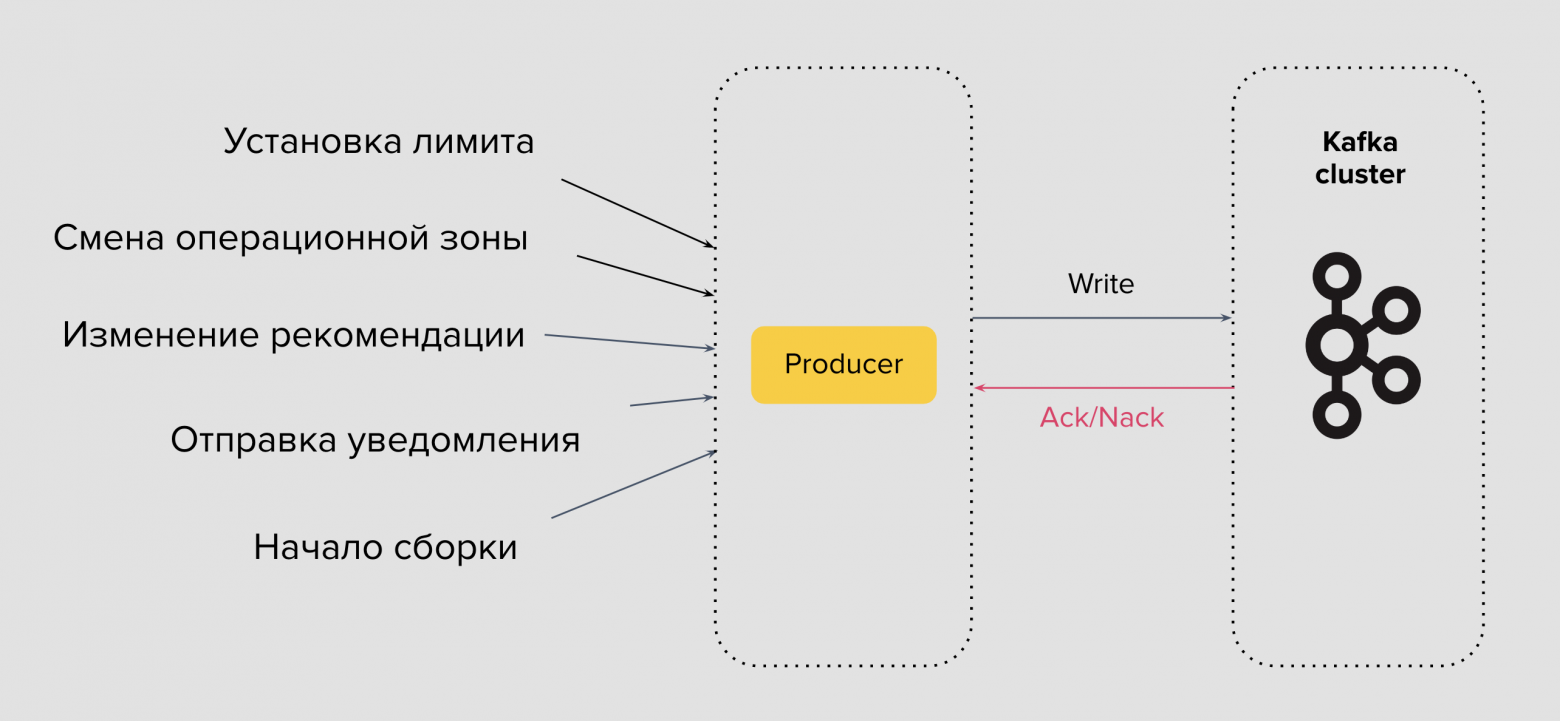 Установка лимита
Смена операционной зоны
Изменение рекомендации
Отправка уведомления
Начало сборки
Producer
Write
Ack/Nack
Kafka
cluster